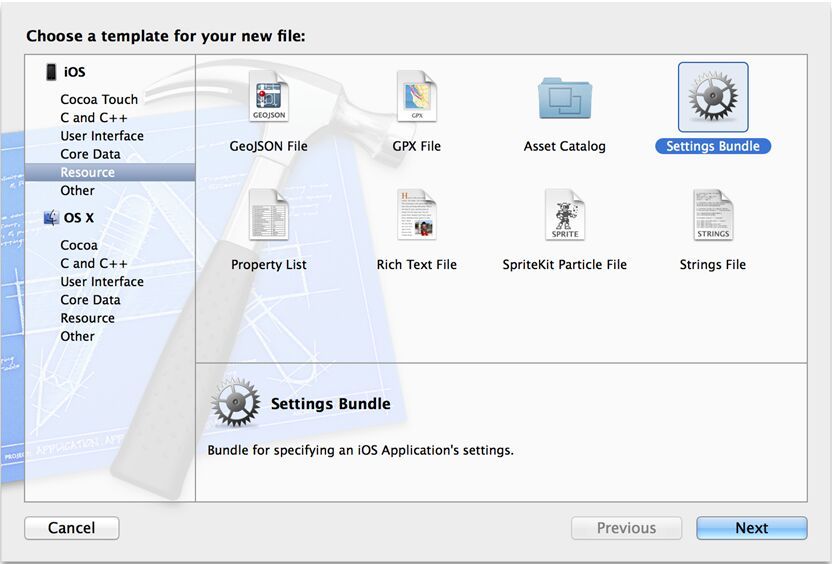 Choose a template for your new file:
iOS
Cocoa Touch
C and C++
User Interface
Core Data
Resource
Other
OS X
Cocoa
C and C++
User Interface
Core Data
Resource
Other
GEOJSON
GPX
GeoJSON File
GPX File
Asset Catalog
Settings Bundle
SPRITE
STRINGS
Property List
Rich Text File
SpriteKit Particle File
Strings File
Settings Bundle
Bundle for specifying an iOS Application's settings.
Cancel
Previous
Next